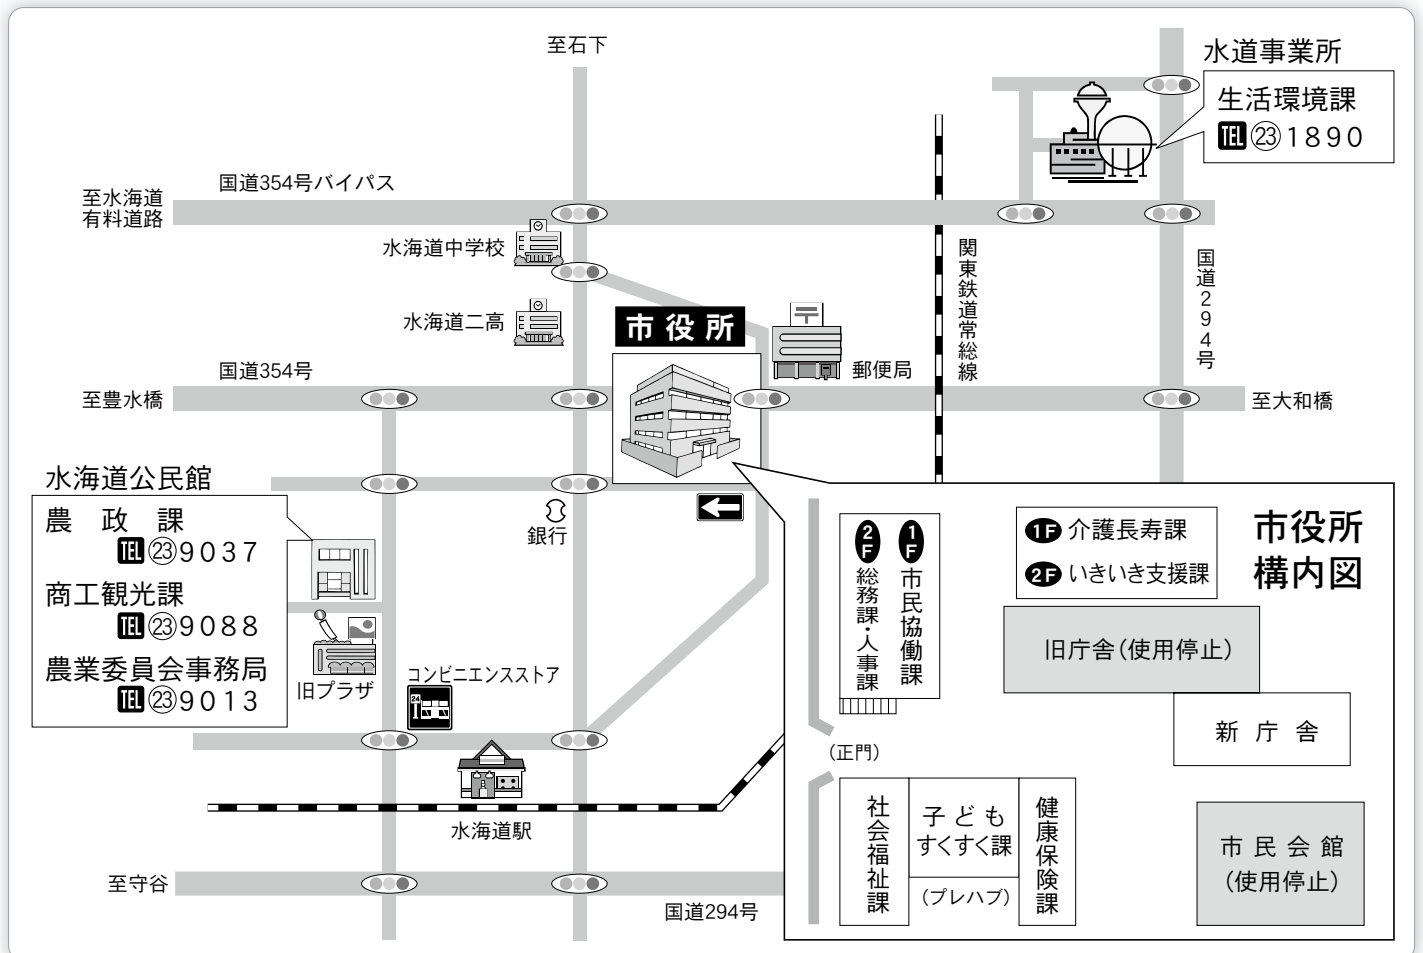 至石下
水道事業所
生活環境課
TEL㉓1890
国道354号バイパス
至水海道
有料道路
水海道中学校
関東鉄道常総線
国道294号
水海道二高
市役所
郵便局
国道354号
至豊水橋
至大和橋
水海道公民館
農　政　課
TEL㉓9037
商工観光課
TEL㉓9088
農業委員会事務局
TEL㉓9013
銀行
旧プラザ
コンビニエンスストア
24
水海道駅
至守谷
国道294号
市役所
構内図
1F 市民協働課
2F 総務課・人事課
1F 介護長寿課
2F いきいき支援課
旧庁舎(使用停止)
新庁舎
(正門)
社会福祉課
子ども
すくすく課
(プレハブ)
健康保険課
市民会館
(使用停止)